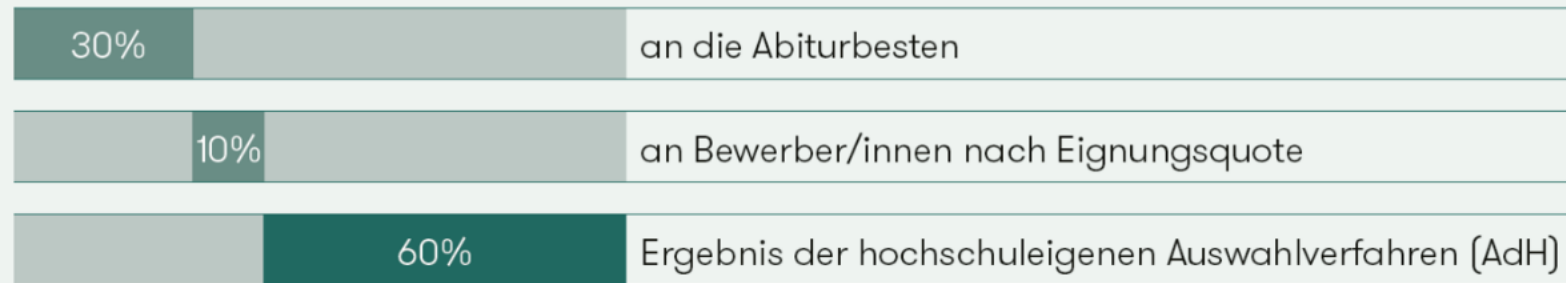 30% an die Abiturbesten
10% an Bewerber/innen nach Eignungsquote
60% Ergebnis der hochschuleigenen Auswahlverfahren (AdH)